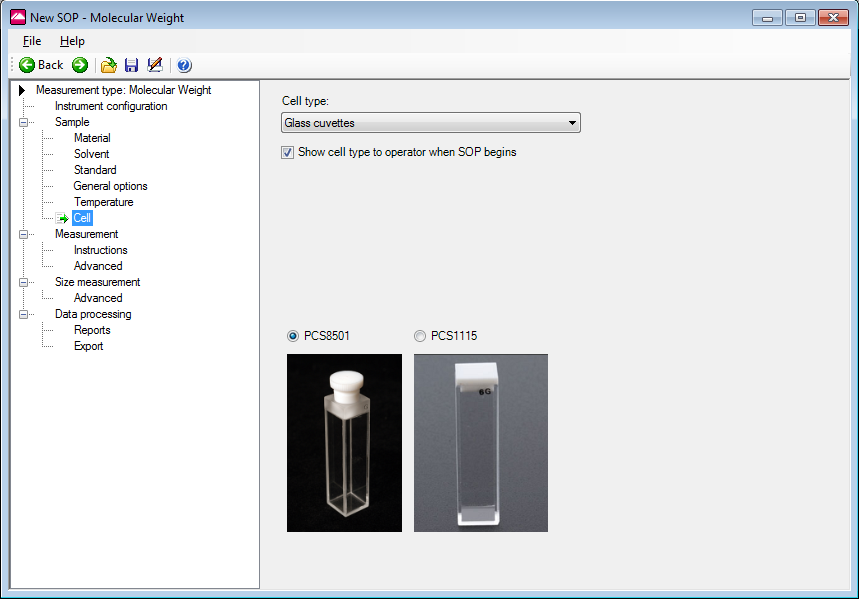 New SOP - Molecular Weight
File Help
Back
Measurement type: Molecular Weight
Instrument configuration
Sample
Material
Solvent
Standard
General options
Temperature
Cell
Measurement
Instructions
Advanced
Size measurement
Advanced
Data processing
Reports
Export
Cell type:
Glass cuvettes
Show cell type to operator when SOP begins
PCS8501 PCS1115
6G